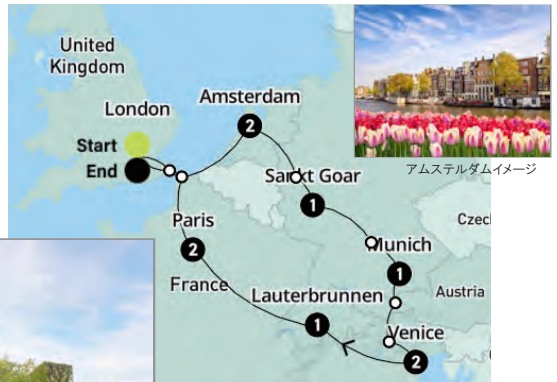 United
Kingdom
London
Start
End
Amsterdam
2
アムステルダムイメージ
Sankt Goar
1
Czec
Paris
2
Munich
1
France
Lauterbrunnen
1
Austria
Venice
2